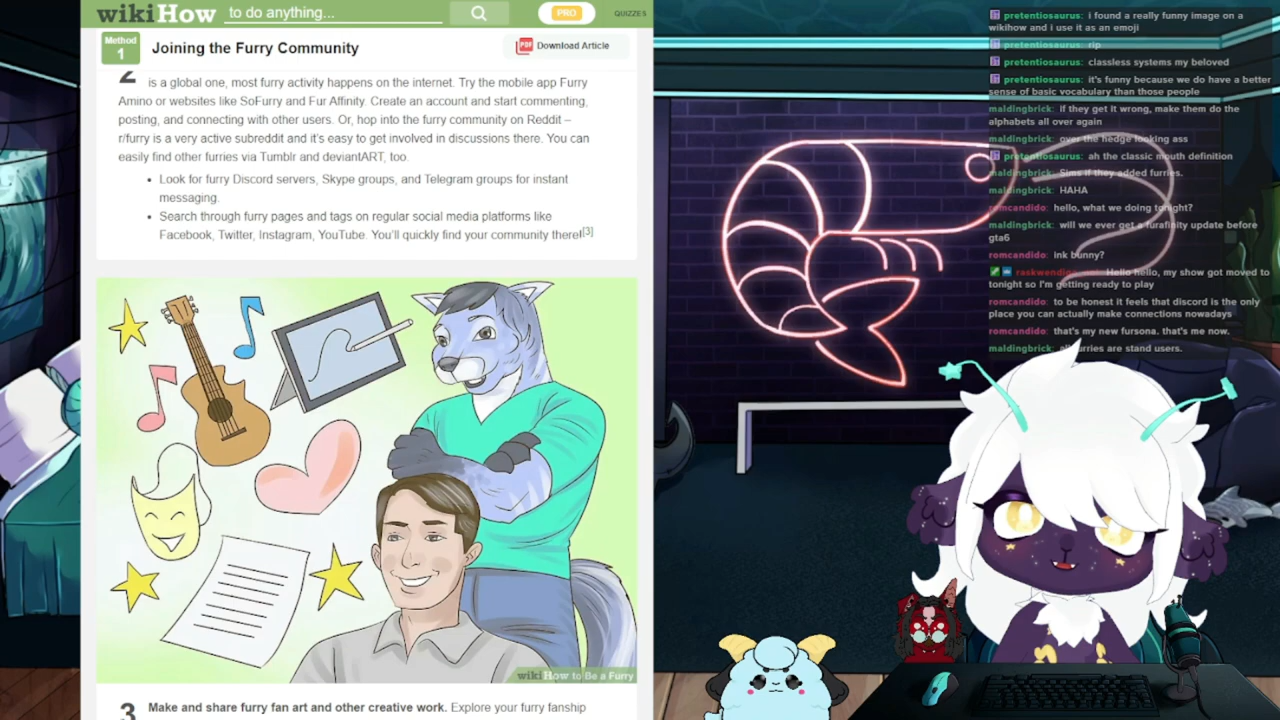 wikiHow to do anything... PRO QUIZZES
Method
1
Joining the Furry Community
PDF Download Article
2
is a global one, most furry activity happens on the internet. Try the mobile app Furry
Amino or websites like SoFurry and Fur Affinity. Create an account and start commenting,
posting, and connecting with other users. Or, hop into the furry community on Reddit –
r/furry is a very active subreddit and it's easy to get involved in discussions there. You can
easily find other furries via Tumblr and deviantART, too.
• Look for furry Discord servers, Skype groups, and Telegram groups for instant
messaging.
• Search through furry pages and tags on regular social media platforms like
Facebook, Twitter, Instagram, YouTube. You'll quickly find your community there![3]
wikiHow to Be a Furry
3 Make and share furry fan art and other creative work. Explore your furry fanship
pretentiosaurus: i found a really funny image on a
wikihow and i use it as an emoji
pretentiosaurus: rip
pretentiosaurus: classless systems my beloved
pretentiosaurus: it's funny because we do have a better
sense of basic vocabulary than those people
maldingbrick: if they get it wrong, make them do the
alphabets all over again
maldingbrick: over the hedge looking ass
pretentiosaurus: ah the classic mouth definition
maldingbrick: Sims if they added furries.
maldingbrick: HAHA
romcandido: hello, what we doing tonight?
maldingbrick: will we ever get a furafinity update before
gta6
romcandido: ink bunny?
Hello hello, my show got moved to
tonight so I'm getting ready to play
romcandido: to be honest it feels that discord is the only
place you can actually make connections nowadays
romcandido: that's my new fursona. that's me now.
maldingbrick: furries are stand users.